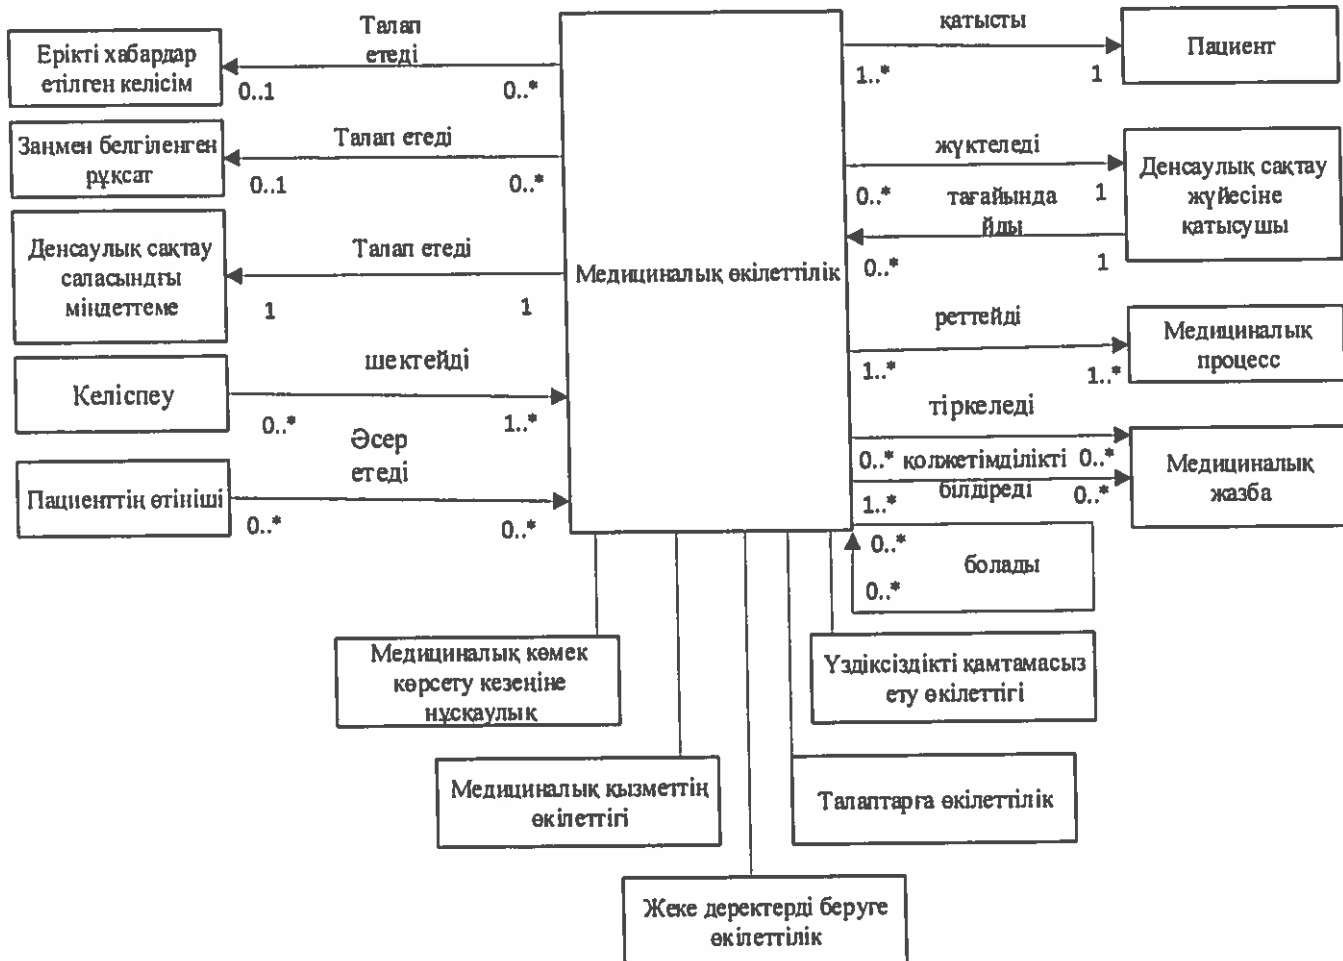 Ерікті хабардар
етілген келісім
Талап
етеді
0..1
0..*
Заңмен белгіленген
рұқсат
Талап етеді
0..1
0..*
Денсаулық сақтау
саласындғы
міндеттеме
Талап етеді
1
1
Келіспеу
шектейді
0..*
1..*
Пациенттің өтініші
Әсер
етеді
0..*
0..*
Медициналық өкілеттілік
қатысты
1..*
1
Пациент
жүктеледі
0..*
1
тағайында
йды
0..*
1
Денсаулық сақтау
жүйесіне
қатысушы
реттейді
1..*
1..*
Медициналық
процесс
тіркеледі
0..*
0..*
қолжетімділікті
білдіреді
1..*
0..*
Медициналық
жазба
0..*
болады
0..*
Медициналық көмек
көрсету кезеңіне
нұсқаулық
Үздіксіздікті қамтамасыз
ету өкілеттігі
Медициналық қызметтің
өкілеттігі
Талаптарға өкілеттілік
Жеке деректерді беруге
өкілеттілік